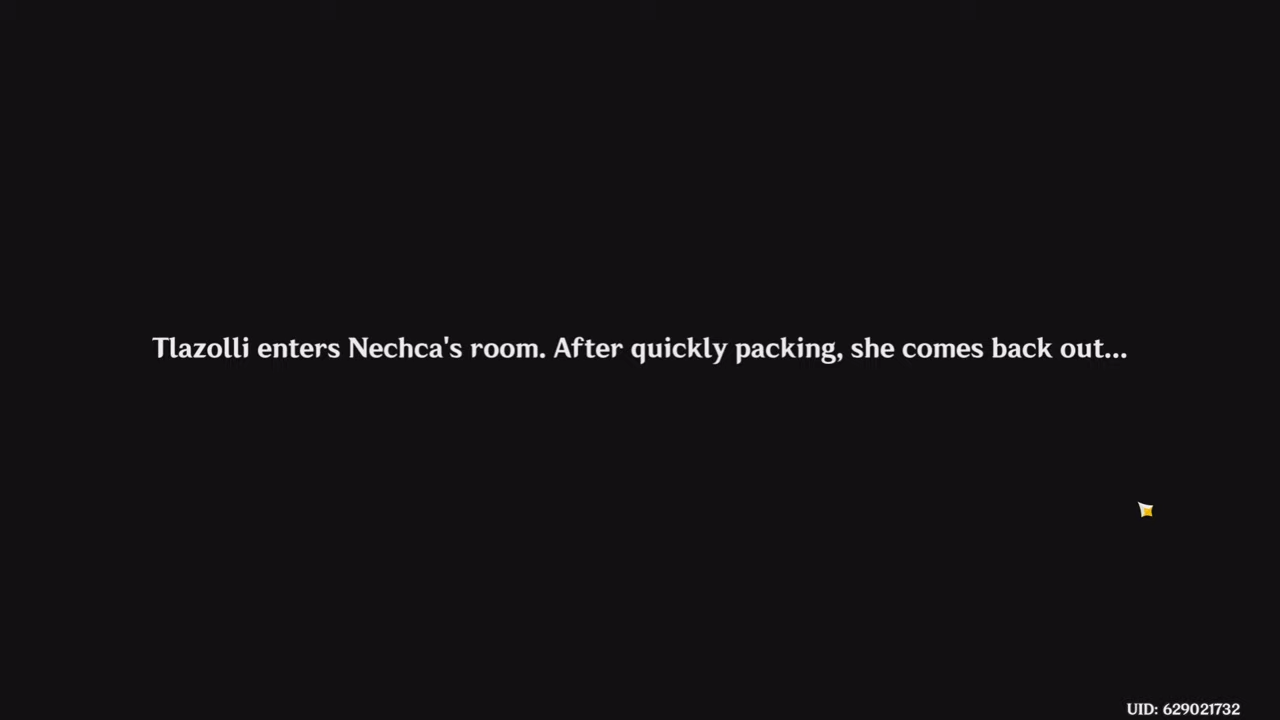 Tlazolli enters Nechca's room. After quickly packing, she comes back out...
UID: 629021732